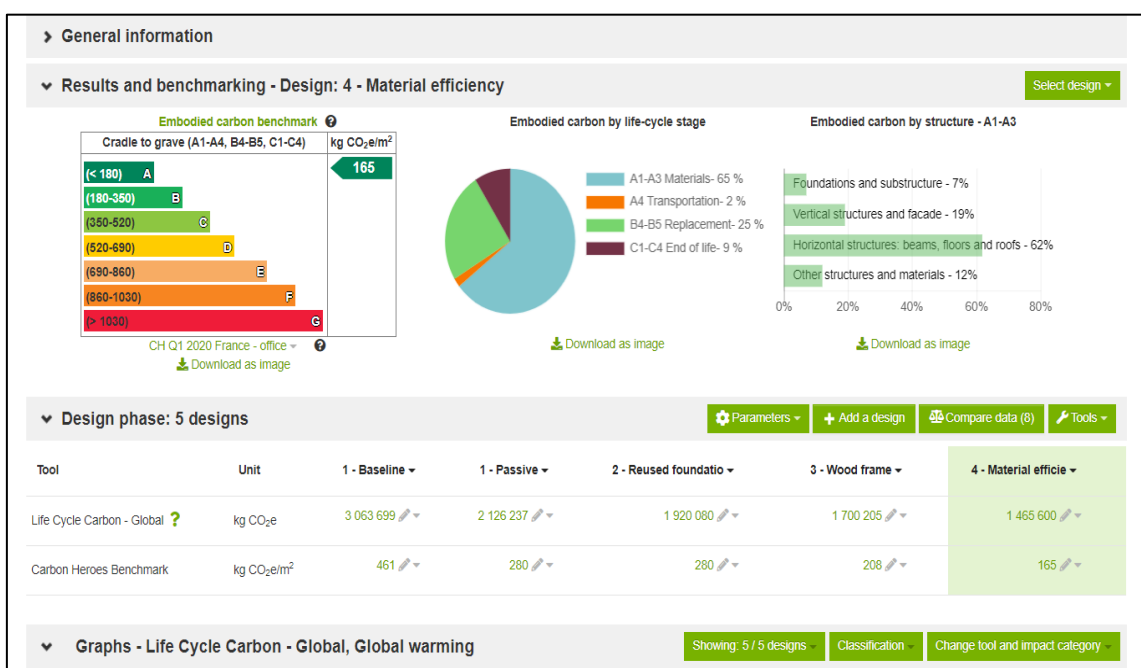 General information
Results and benchmarking - Design: 4 - Material efficiency
Select design
Embodied carbon benchmark
Cradle to grave (A1-A4, B4-B5, C1-C4) kg CO₂e/m²
(< 180) A 165
(180-350) B
(350-520) C
(520-690) D
(690-860) E
(860-1030) F
(> 1030) G
CH Q1 2020 France - office
Download as image
Embodied carbon by life-cycle stage
A1-A3 Materials- 65 %
A4 Transportation- 2 %
B4-B5 Replacement- 25 %
C1-C4 End of life- 9 %
Download as image
Embodied carbon by structure - A1-A3
Foundations and substructure - 7%
Vertical structures and facade - 19%
Horizontal structures: beams, floors and roofs - 62%
Other structures and materials - 12%
0% 20% 40% 60% 80%
Download as image
Design phase: 5 designs
Parameters Add a design Compare data (8) Tools
Tool Unit 1 - Baseline 1 - Passive 2 - Reused foundatio 3 - Wood frame 4 - Material efficie
Life Cycle Carbon - Global ? kg CO₂e 3 063 699 2 126 237 1 920 080 1 700 205 1 465 600
Carbon Heroes Benchmark kg CO₂e/m² 461 280 280 208 165
Graphs - Life Cycle Carbon - Global, Global warming
Showing: 5 / 5 designs Classification Change tool and impact category